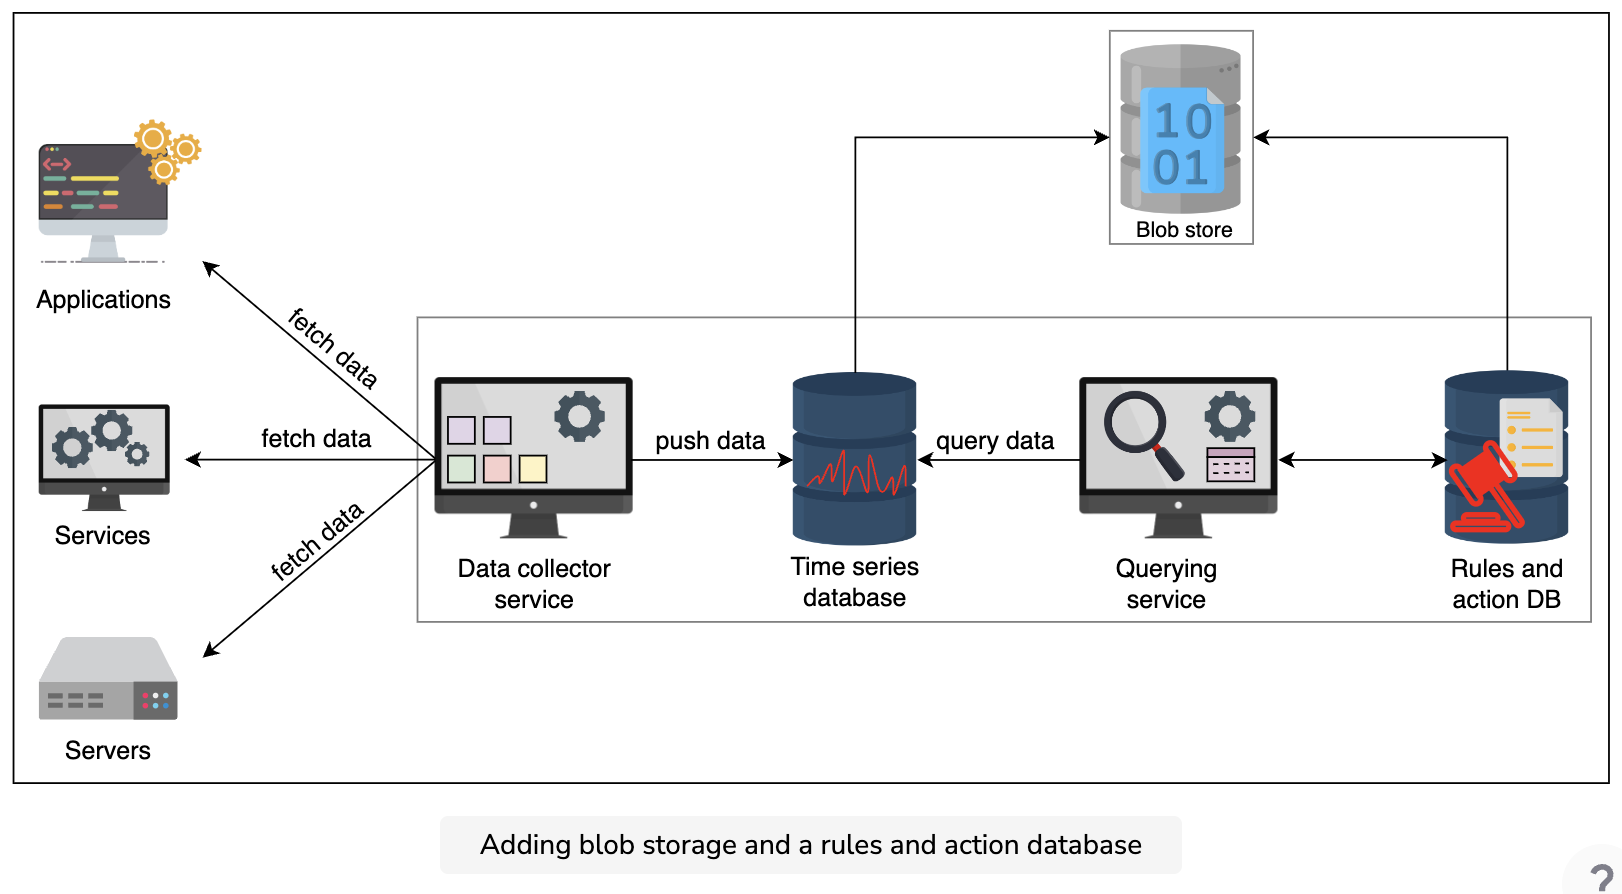 10
01
Blob store
Applications
fetch data
fetch data
push data
query data
Services
fetch data
Data collector
service
Time series
database
Querying
service
Rules and
action DB
Servers
Adding blob storage and a rules and action database
?